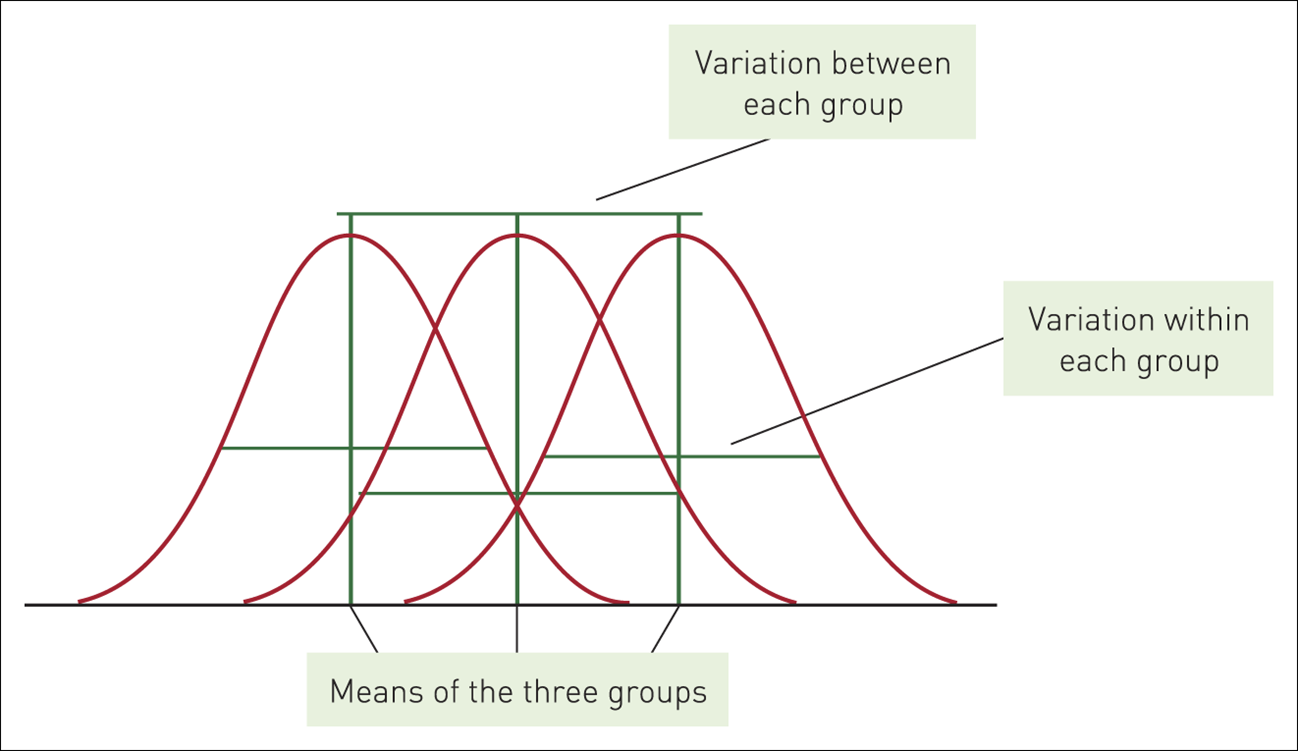 Variation between
each group
Variation within
each group
Means of the three groups